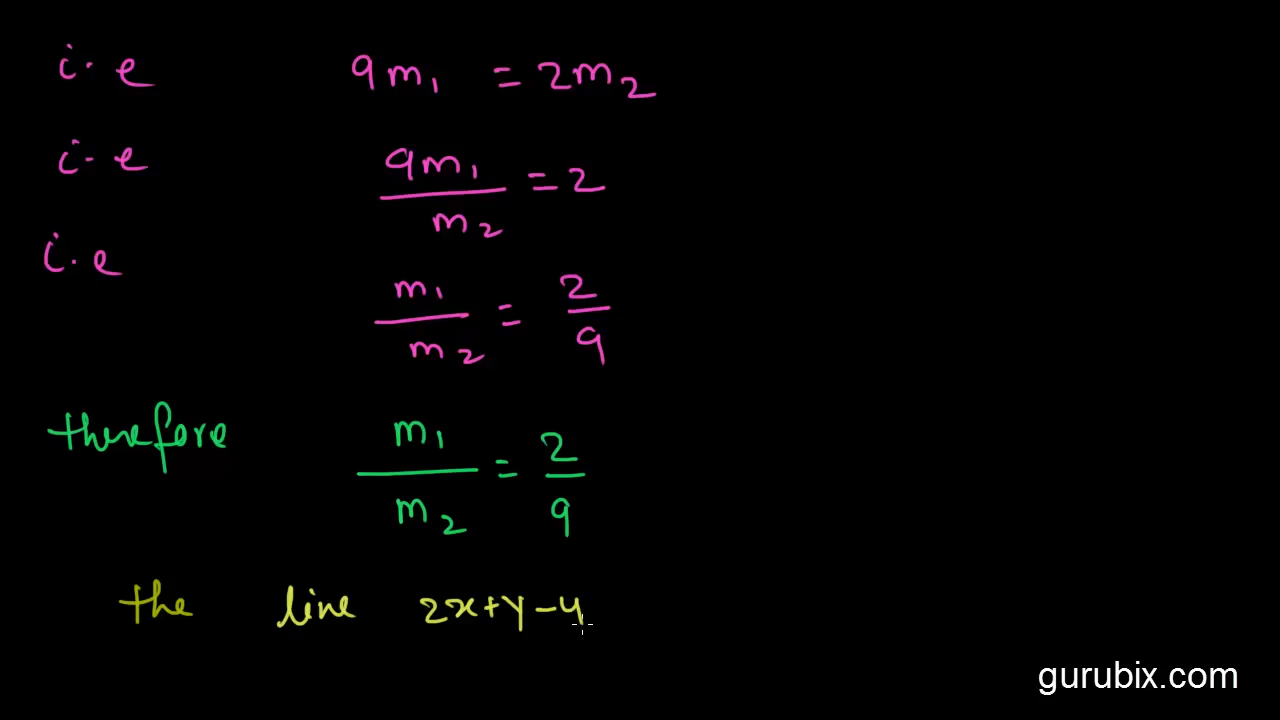 i.e 9m₁ = 2m₂
i.e 9m₁/m₂ = 2
i.e
m₁/m₂ = 2/9
therefore m₁/m₂ = 2/9
the line 2x+y-4
gurubix.com